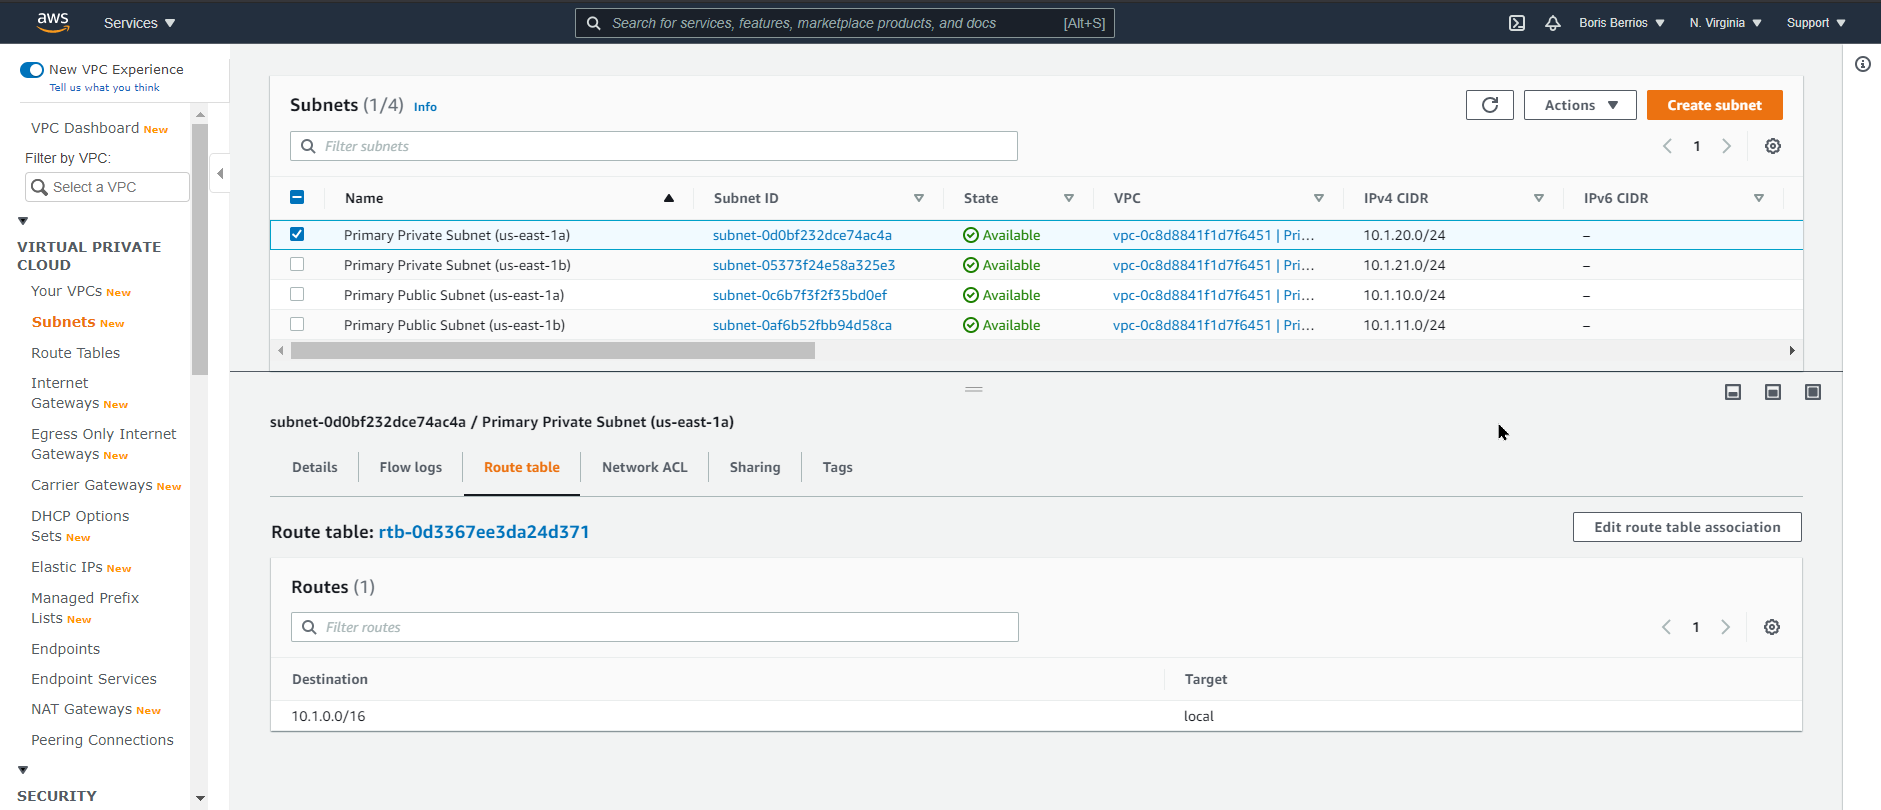 aws
Services
Search for services, features, marketplace products, and docs
[Alt+S]
Boris Berrios
N. Virginia
Support
New VPC Experience
Tell us what you think
VPC Dashboard New
Filter by VPC:
Select a VPC
VIRTUAL PRIVATE
CLOUD
Your VPCs New
Subnets New
Route Tables
Internet
Gateways New
Egress Only Internet
Gateways New
Carrier Gateways New
DHCP Options
Sets New
Elastic IPs New
Managed Prefix
Lists New
Endpoints
Endpoint Services
NAT Gateways New
Peering Connections
SECURITY
Subnets (1/4) Info
Actions
Create subnet
Filter subnets
1
Name Subnet ID State VPC IPv4 CIDR IPv6 CIDR
Primary Private Subnet (us-east-1a) subnet-0d0bf232dce74ac4a Available vpc-0c8d8841f1d7f6451 | Pri... 10.1.20.0/24 –
Primary Private Subnet (us-east-1b) subnet-05373f24e58a325e3 Available vpc-0c8d8841f1d7f6451 | Pri... 10.1.21.0/24 –
Primary Public Subnet (us-east-1a) subnet-0c6b7f3f2f35bd0ef Available vpc-0c8d8841f1d7f6451 | Pri... 10.1.10.0/24 –
Primary Public Subnet (us-east-1b) subnet-0af6b52fbb94d58ca Available vpc-0c8d8841f1d7f6451 | Pri... 10.1.11.0/24 –
subnet-0d0bf232dce74ac4a / Primary Private Subnet (us-east-1a)
Details Flow logs Route table Network ACL Sharing Tags
Route table: rtb-0d3367ee3da24d371
Edit route table association
Routes (1)
Filter routes
1
Destination Target
10.1.0.0/16 local